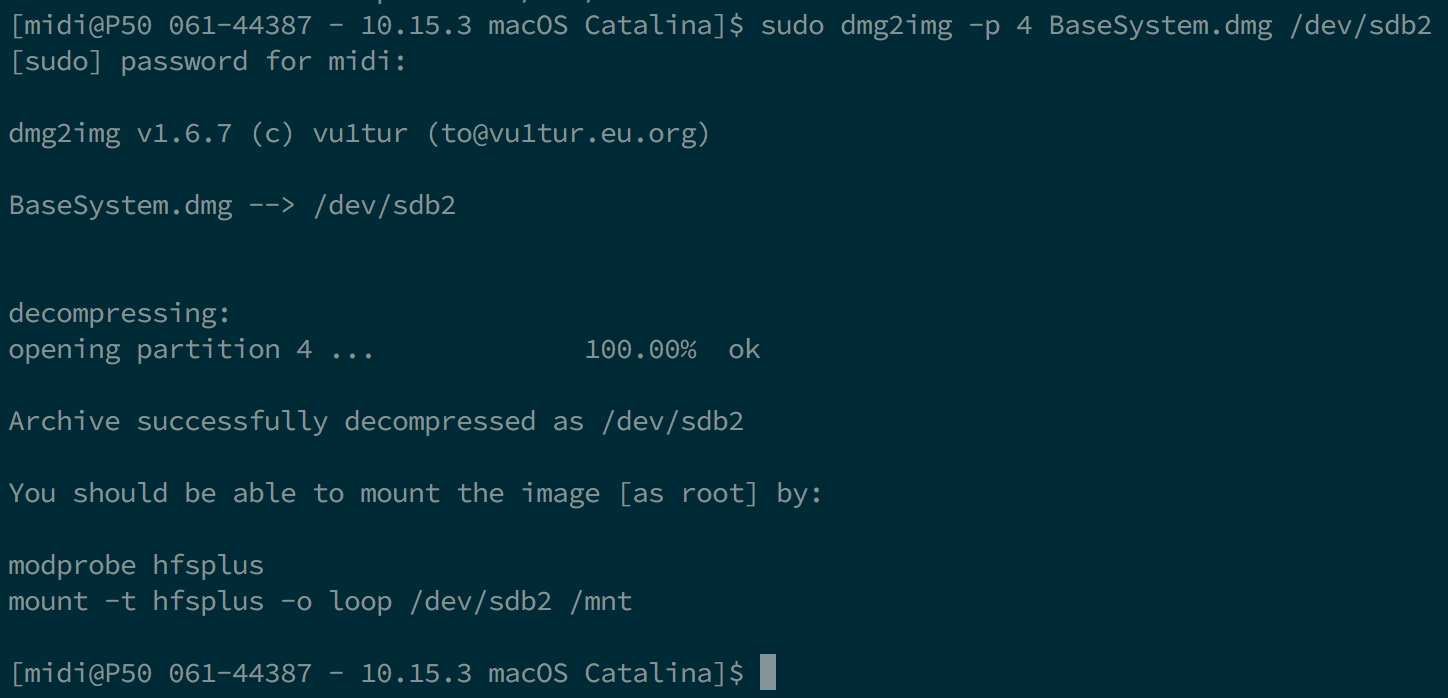 [midi@P50 061-44387 - 10.15.3 macOS Catalina]$ sudo dmg2img -p 4 BaseSystem.dmg /dev/sdb2
[sudo] password for midi:
dmg2img v1.6.7 (c) vu1tur (to@vu1tur.eu.org)
BaseSystem.dmg --> /dev/sdb2
decompressing:
opening partition 4 ...             100.00%  ok
Archive successfully decompressed as /dev/sdb2
You should be able to mount the image [as root] by:
modprobe hfsplus
mount -t hfsplus -o loop /dev/sdb2 /mnt
[midi@P50 061-44387 - 10.15.3 macOS Catalina]$